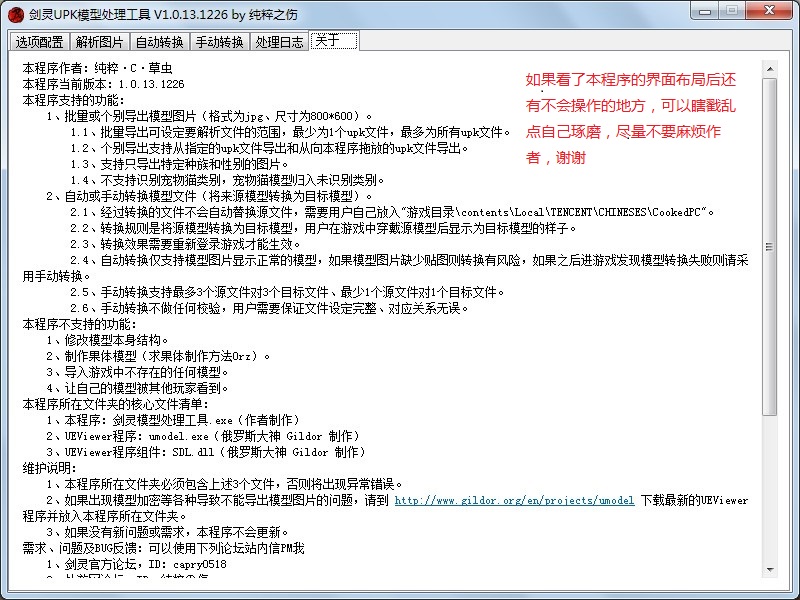 剑灵UPK模型处理工具 V1.0.13.1226 by 纯粹之伤
选项配置 解析图片 自动转换 手动转换 处理日志 关于
本程序作者：纯粹·C·草虫
本程序当前版本：1.0.13.1226
本程序支持的功能：
1、批量或个别导出模型图片（格式为jpg、尺寸为800*600）。
1.1、批量导出可设定要解析文件的范围，最少为1个upk文件，最多为所有upk文件。
1.2、个别导出支持从指定的upk文件导出和从向本程序拖放的upk文件导出。
1.3、支持只导出特定种族和性别的图片。
1.4、不支持识别宠物猫类别，宠物猫模型归入未识别类别。
2、自动或手动转换模型文件（将来源模型转换为目标模型）。
2.1、经过转换的文件不会自动替换源文件，需要用户自己放入"游戏目录\contents\Local\TENCENT\CHINESES\CookedPC"。
2.2、转换规则是将源模型转换为目标模型，用户在游戏中穿戴源模型后显示为目标模型的样子。
2.3、转换效果需要重新登录游戏才能生效。
2.4、自动转换仅支持模型图片显示正常的模型，如果模型图片缺少贴图则转换有风险，如果之后进游戏发现模型转换失败则请采
用手动转换。
2.5、手动转换支持最多3个源文件对3个目标文件、最少1个源文件对1个目标文件。
2.6、手动转换不做任何校验，用户需要保证文件设定完整、对应关系无误。
本程序不支持的功能：
1、修改模型本身结构。
2、制作果体模型（求果体制作方法Orz）。
3、导入游戏中不存在的任何模型。
4、让自己的模型被其他玩家看到。
本程序所在文件夹的核心文件清单：
1、本程序：剑灵模型处理工具.exe（作者制作）
2、UEViewer程序：umodel.exe（俄罗斯大神 Gildor 制作）
3、UEViewer程序组件：SDL.dll（俄罗斯大神 Gildor 制作）
维护说明：
1、本程序所在文件夹必须包含上述3个文件，否则将出现异常错误。
2、如果出现模型加密等各种导致不能导出模型图片的问题，请到 http://www.gildor.org/en/projects/umodel 下载最新的UEViewer
程序并放入本程序所在文件夹。
3、如果没有新问题或需求，本程序不会更新。
需求、问题及BUG反馈：可以使用下列论坛站内信PM我
1、剑灵官方论坛，ID：capry0518
如果看了本程序的界面布局后还
有不会操作的地方，可以瞎戳乱
点自己琢磨，尽量不要麻烦作
者，谢谢